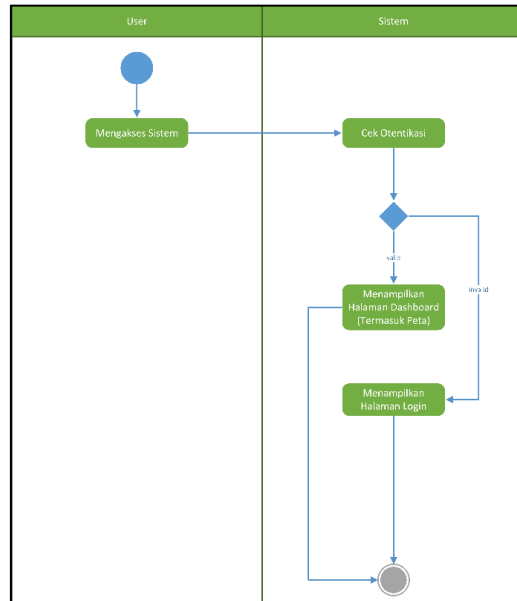 User
Sistem
Mengakses Sistem
Cek Otentikasi
valid
Menampilkan
Halaman Dashboard
(Termasuk Peta)
invalid
Menampilkan
Halaman Login